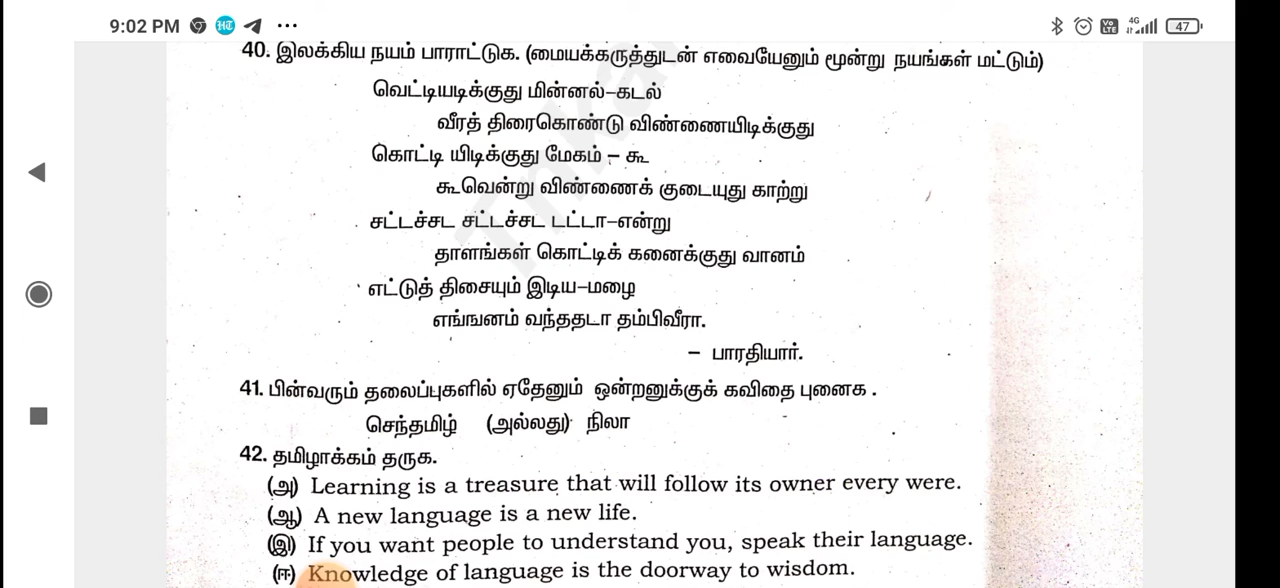 9:02 PM
4G
47
40. இலக்கிய நயம் பாராட்டுக. (மையக்கருத்துடன் எவையேனும் மூன்று நயங்கள் மட்டும்)
வெட்டியடிக்குது மின்னல்-கடல்
வீரத் திரைகொண்டு விண்ணையிடிக்குது
கொட்டி யிடிக்குது மேகம் – கூ
கூவென்று விண்ணைக் குடையுது காற்று
சட்டச்சட சட்டச்சட டட்டா-என்று
தாளங்கள் கொட்டிக் கனைக்குது வானம்
எட்டுத் திசையும் இடிய-மழை
எங்ஙனம் வந்ததடா தம்பிவீரா.
– பாரதியார்.
41. பின்வரும் தலைப்புகளில் ஏதேனும் ஒன்றனுக்குக் கவிதை புனைக .
செந்தமிழ் (அல்லது) நிலா
42. தமிழாக்கம் தருக.
(அ) Learning is a treasure that will follow its owner every were.
(ஆ) A new language is a new life.
(இ) If you want people to understand you, speak their language.
(ஈ) Knowledge of language is the doorway to wisdom.